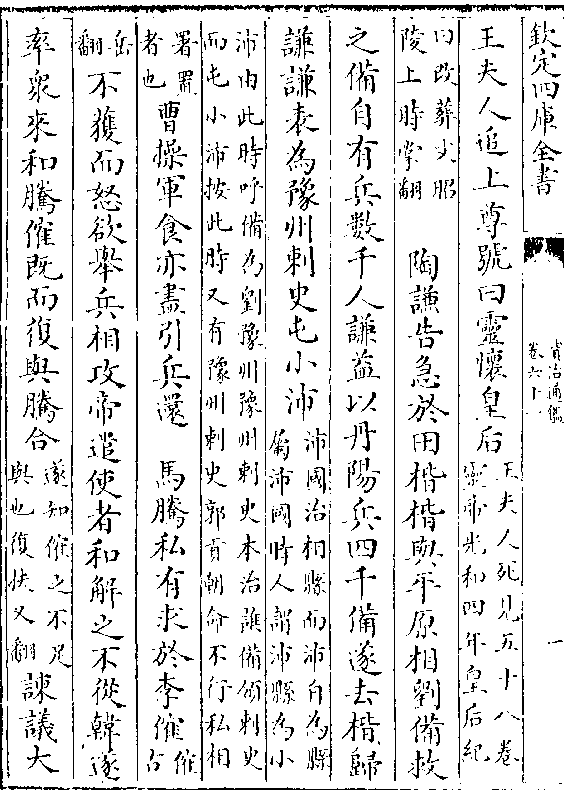 欽定四庫全書
資治通鑑
卷六十一
一
王夫人追上尊號曰靈懷皇后
王夫人死見五十八卷
靈帝光和四年皇后紀
曰改葬文昭
陵上時掌翻
陶謙告急於田楷楷與平原相劉備救
之備自有兵數千人謙益以丹陽兵四千備遂去楷歸
謙謙表為豫州刺史屯小沛
沛國治相縣而沛自為縣
屬沛國時人謂沛縣為小
沛由此時呼備為劉豫州豫州刺史本治譙備領刺史
而屯小沛按此時又有豫州刺史郭貢朝命不行私相
署置
者也
曹操軍食亦盡引兵還
馬騰私有求於李傕
傕古
岳
翻
不獲而怒欲舉兵相攻帝遣使者和解之不從韓遂
率衆來和騰傕既而復與騰合
遂知傕之不足
與也復扶又翻
諫議大